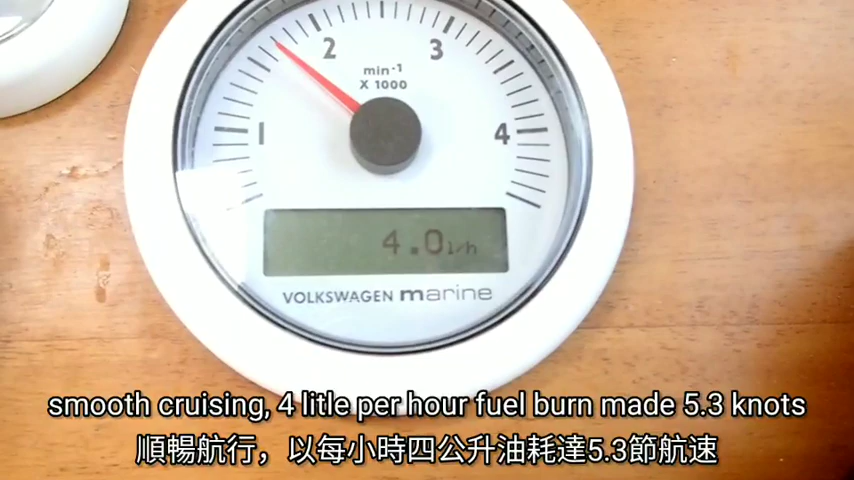 2 3
min-1
X 1000
1 4
4.0 l/h
VOLKSWAGEN marine
smooth cruising, 4 litle per hour fuel burn made 5.3 knots
順暢航行，以每小時四公升油耗達5.3節航速